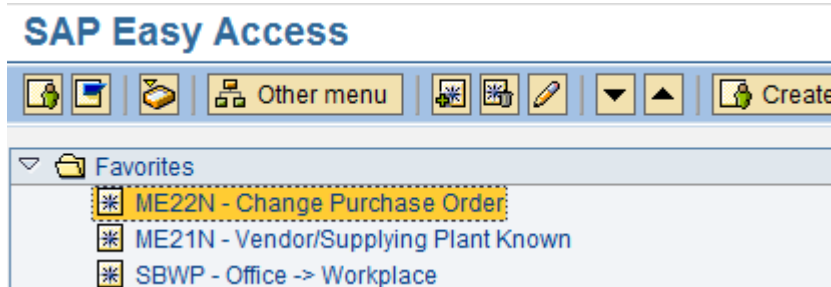 SAP Easy Access
Other menu Create
Favorites
ME22N - Change Purchase Order
ME21N - Vendor/Supplying Plant Known
SBWP - Office -> Workplace